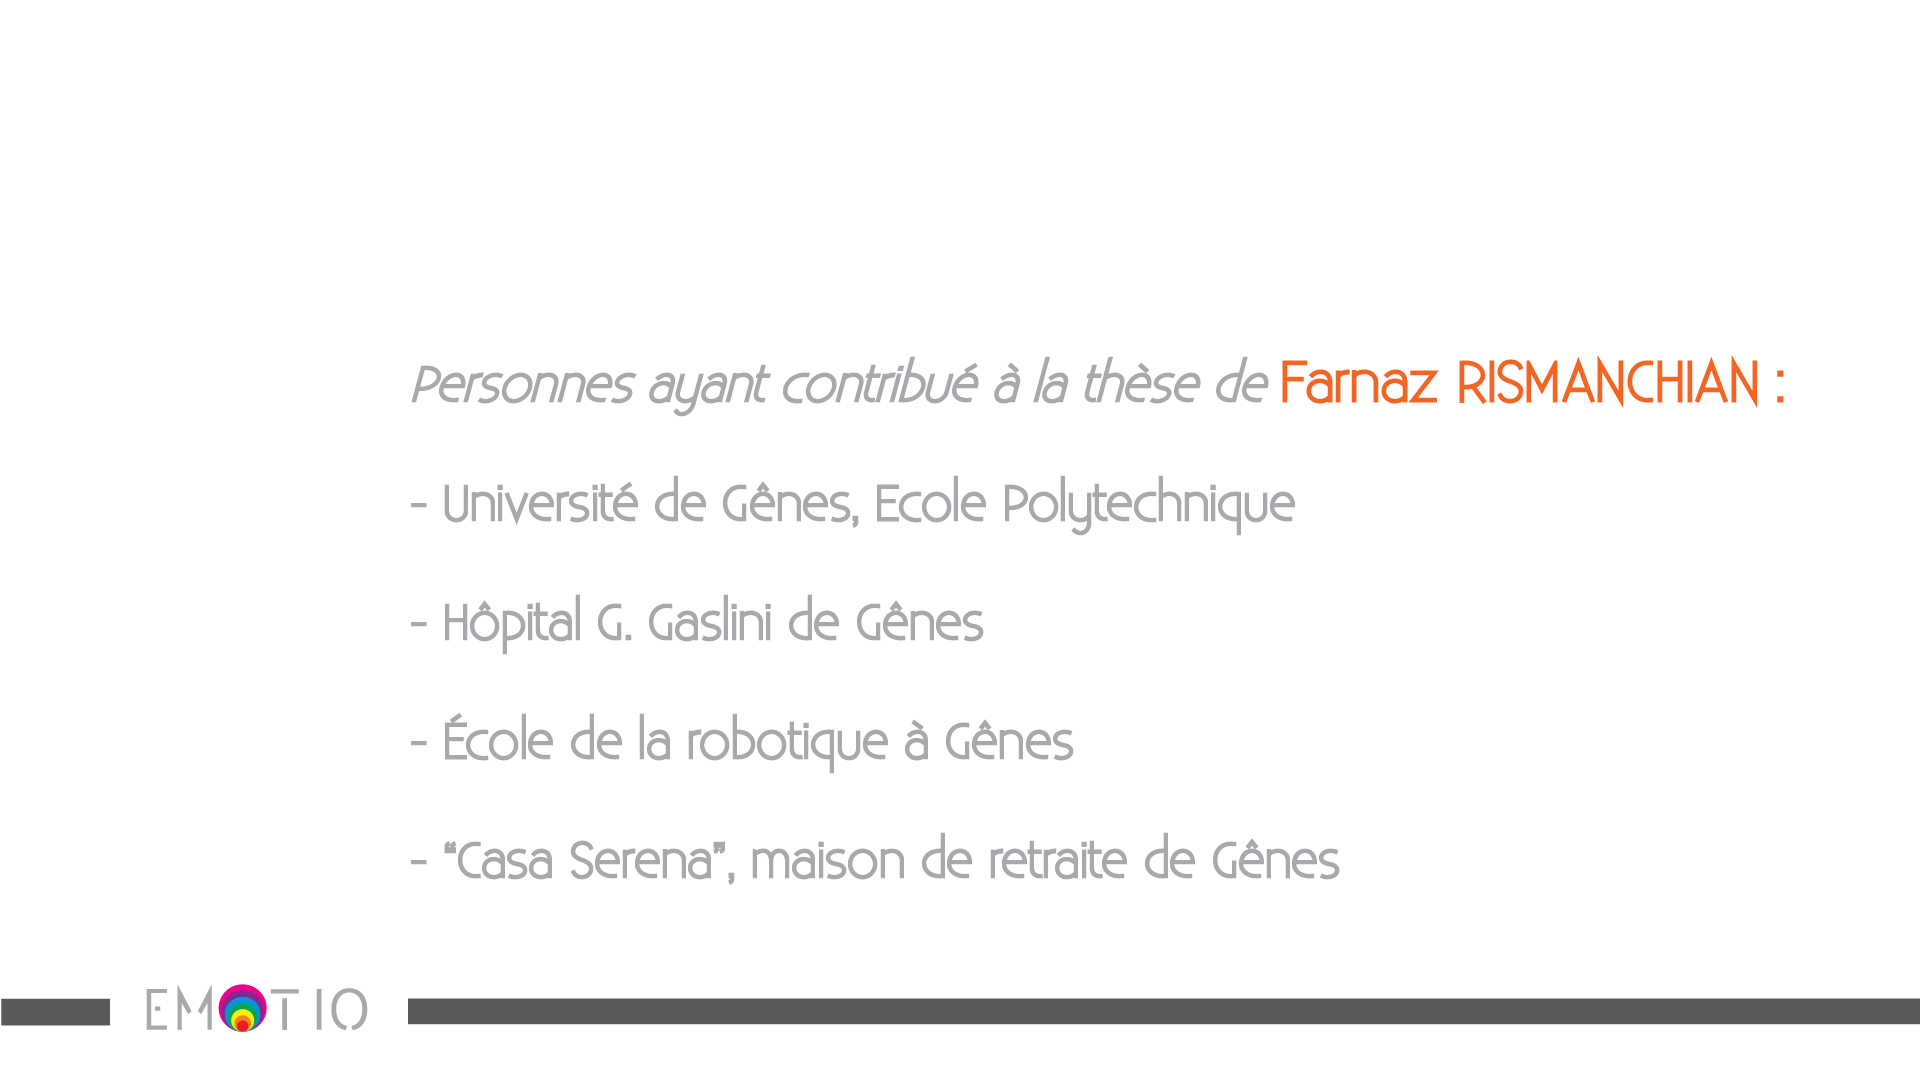 Personnes ayant contribué à la thèse de Farnaz RISMANCHIAN :
- Université de Gênes, Ecole Polytechnique
- Hôpital G. Gaslini de Gênes
- École de la robotique à Gênes
- “Casa Serena”, maison de retraite de Gênes
EMOTIO